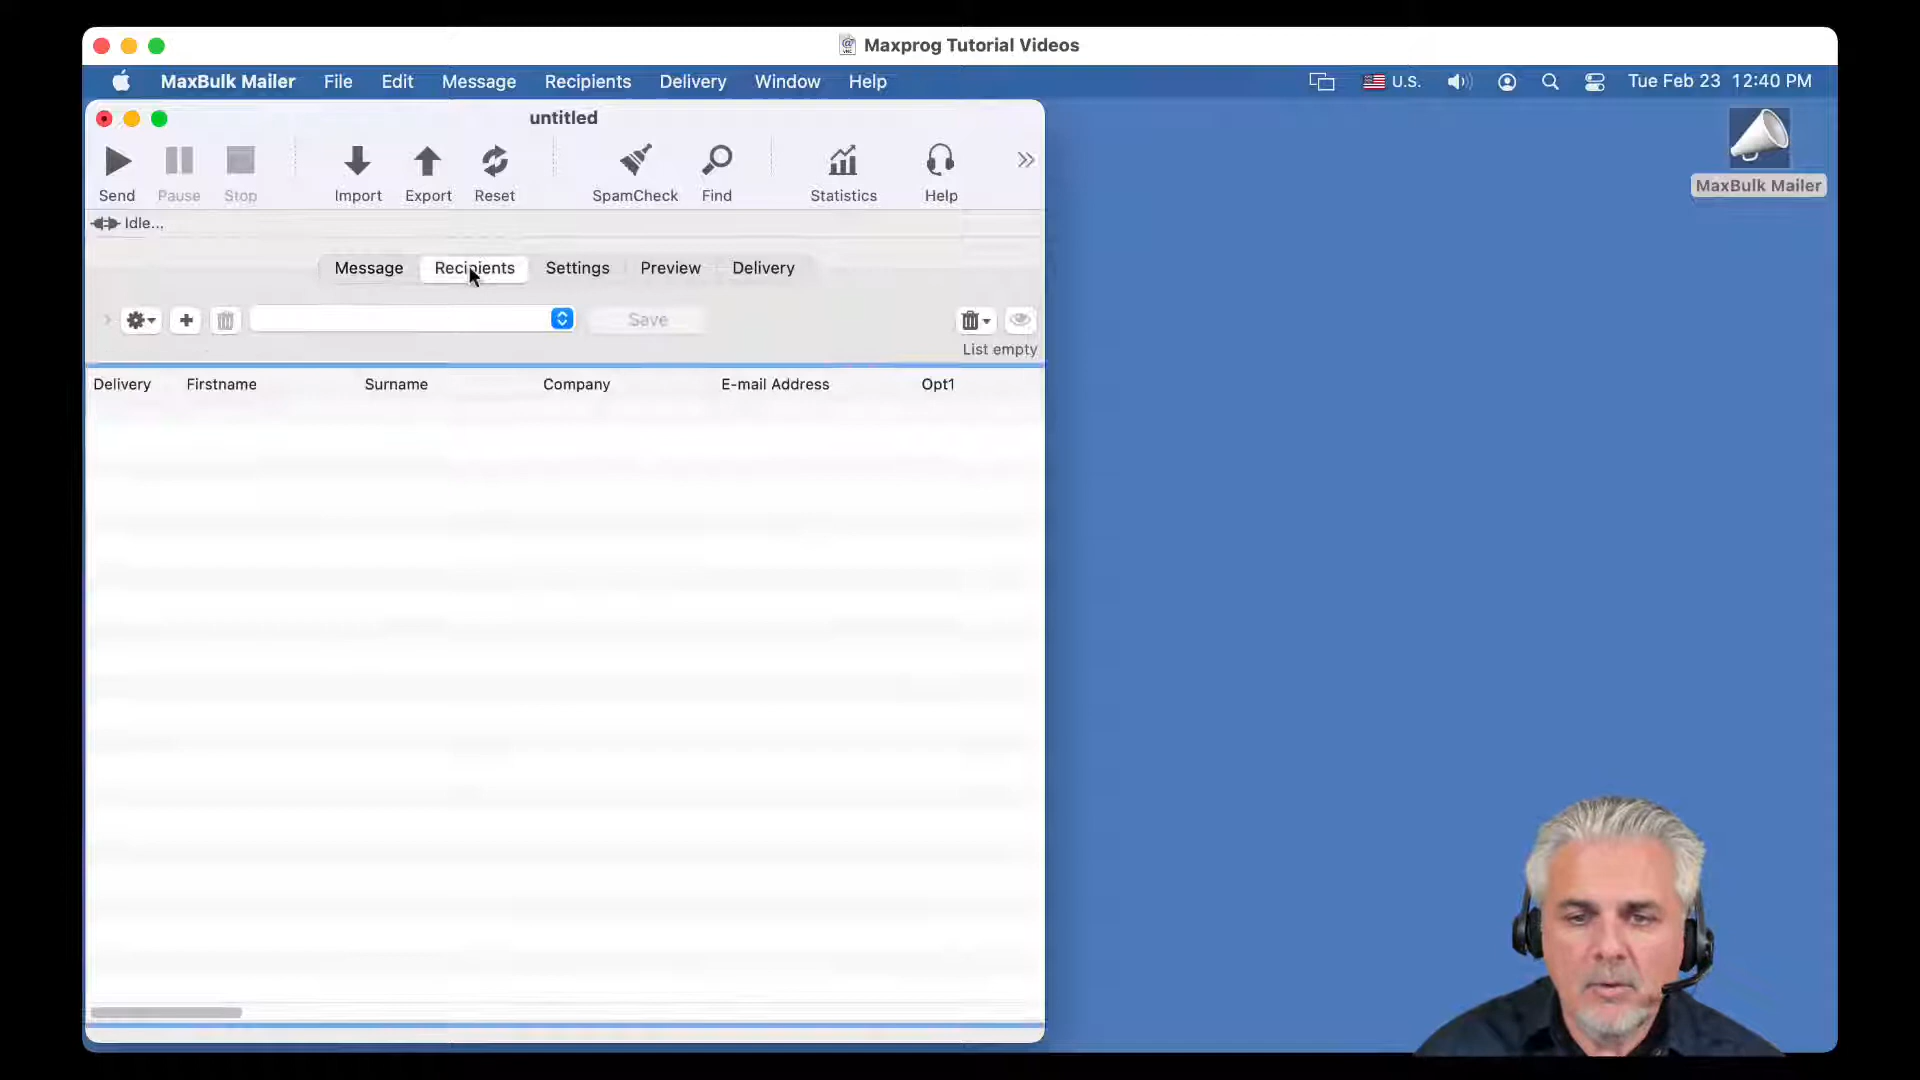 Maxprog Tutorial Videos
MaxBulk Mailer File Edit Message Recipients Delivery Window Help U.S. Tue Feb 23 12:40 PM
untitled
MaxBulk Mailer
Send Pause Stop Import Export Reset SpamCheck Find Statistics Help
Idle...
Message Recipients Settings Preview Delivery
Save
List empty
Delivery Firstname Surname Company E-mail Address Opt1